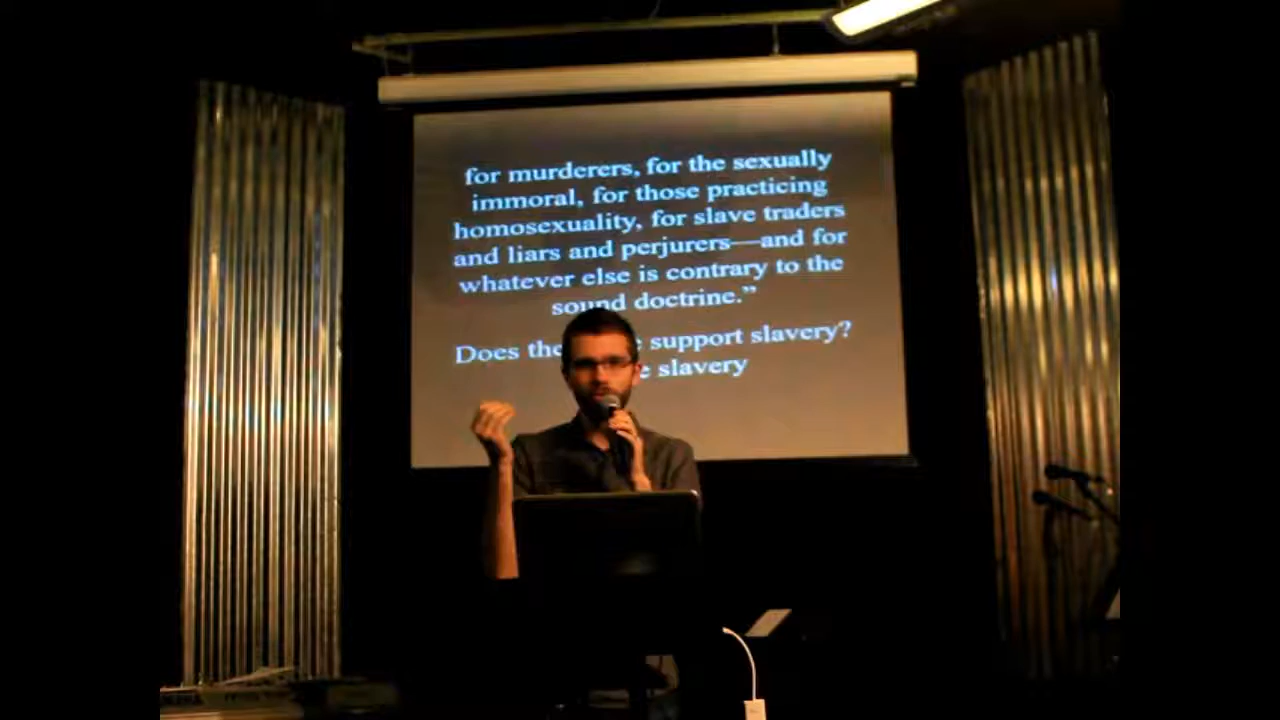 for murderers, for the sexually
immoral, for those practicing
homosexuality, for slave traders
and liars and perjurers—and for
whatever else is contrary to the
sound doctrine.”
Does the support slavery?
slavery